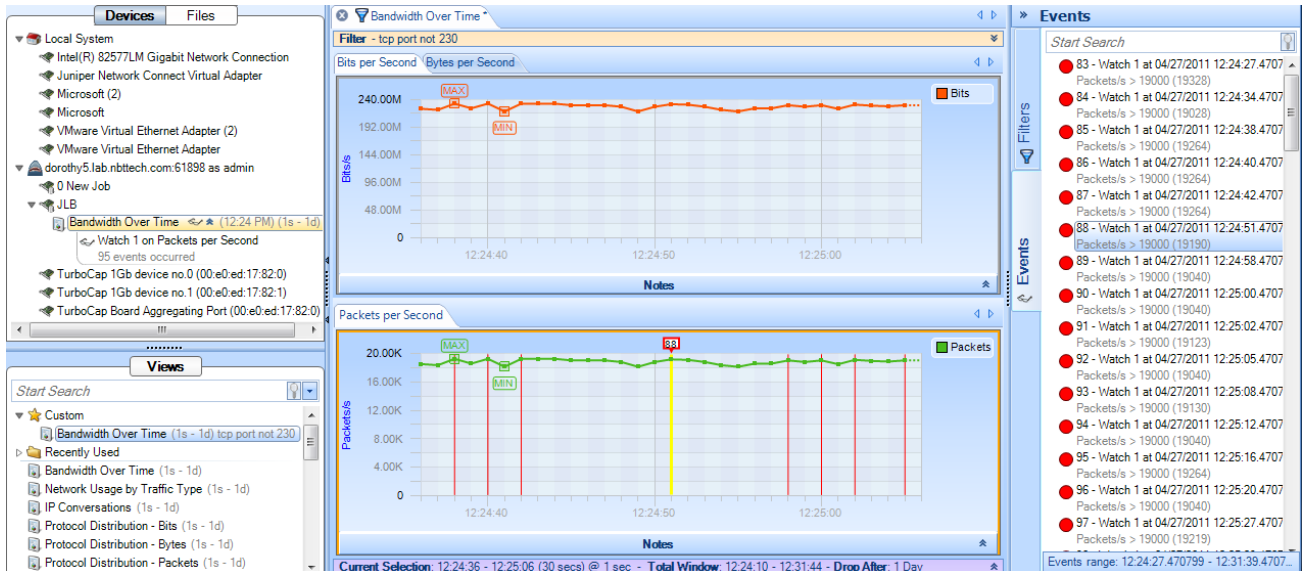 Devices Files
Local System
Intel(R) 82577LM Gigabit Network Connection
Juniper Network Connect Virtual Adapter
Microsoft (2)
Microsoft
VMware Virtual Ethernet Adapter (2)
VMware Virtual Ethernet Adapter
dorothy5.lab.nbttech.com:61898 as admin
0 New Job
JLB
Bandwidth Over Time (12:24 PM) (1s - 1d)
Watch 1 on Packets per Second
95 events occurred
TurboCap 1Gb device no.0 (00:e0:ed:17:82:0)
TurboCap 1Gb device no.1 (00:e0:ed:17:82:1)
TurboCap Board Aggregating Port (00:e0:ed:17:82:0)
Views
Start Search
Custom
Bandwidth Over Time (1s - 1d) tcp port not 230
Recently Used
Bandwidth Over Time (1s - 1d)
Network Usage by Traffic Type (1s - 1d)
IP Conversations (1s - 1d)
Protocol Distribution - Bits (1s - 1d)
Protocol Distribution - Bytes (1s - 1d)
Protocol Distribution - Packets (1s - 1d)
Bandwidth Over Time *
Filter - tcp port not 230
Bits per Second Bytes per Second
MAX
MIN
Bits
240.00M
192.00M
144.00M
96.00M
48.00M
0
Bits/s
12:24:40 12:24:50 12:25:00
Notes
Packets per Second
MAX
MIN
88
Packets
20.00K
16.00K
12.00K
8.00K
4.00K
0
Packets/s
12:24:40 12:24:50 12:25:00
Notes
Current Selection: 12:24:36 - 12:25:06 (30 secs) @ 1 sec - Total Window: 12:24:10 - 12:31:44 - Drop After: 1 Day
» Events
Filters
Events
Start Search
83 - Watch 1 at 04/27/2011 12:24:27.4707
Packets/s > 19000 (19328)
84 - Watch 1 at 04/27/2011 12:24:34.4707
Packets/s > 19000 (19028)
85 - Watch 1 at 04/27/2011 12:24:38.4707
Packets/s > 19000 (19264)
86 - Watch 1 at 04/27/2011 12:24:40.4707
Packets/s > 19000 (19264)
87 - Watch 1 at 04/27/2011 12:24:42.4707
Packets/s > 19000 (19264)
88 - Watch 1 at 04/27/2011 12:24:51.4707
Packets/s > 19000 (19190)
89 - Watch 1 at 04/27/2011 12:24:58.4707
Packets/s > 19000 (19040)
90 - Watch 1 at 04/27/2011 12:25:00.4707
Packets/s > 19000 (19040)
91 - Watch 1 at 04/27/2011 12:25:02.4707
Packets/s > 19000 (19123)
92 - Watch 1 at 04/27/2011 12:25:05.4707
Packets/s > 19000 (19040)
93 - Watch 1 at 04/27/2011 12:25:08.4707
Packets/s > 19000 (19130)
94 - Watch 1 at 04/27/2011 12:25:12.4707
Packets/s > 19000 (19040)
95 - Watch 1 at 04/27/2011 12:25:16.4707
Packets/s > 19000 (19264)
96 - Watch 1 at 04/27/2011 12:25:20.4707
Packets/s > 19000 (19040)
97 - Watch 1 at 04/27/2011 12:25:27.4707
Packets/s > 19000 (19219)
Events range: 12:24:27.470799 - 12:31:39.4707...